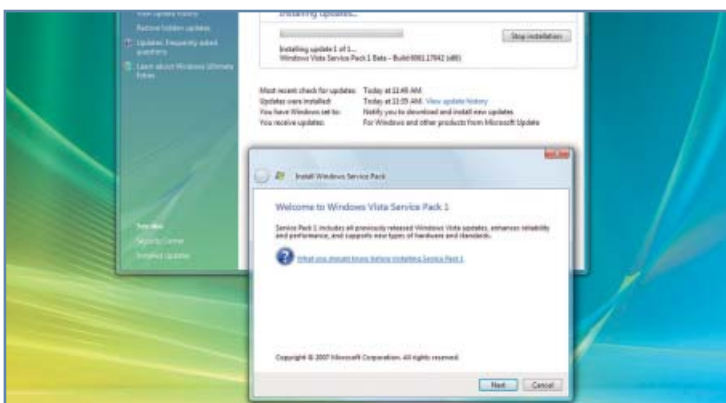 View update history
Restore hidden updates
Updates: frequently asked
questions
Learn about Windows Ultimate
Extras
Installing updates...
Stop installation
Installing update 1 of 1...
Windows Vista Service Pack 1 Beta - Build 6001.17042 (x86)
Most recent check for updates: Today at
Updates were installed: Today at View update history
You have Windows set to: Notify you to download and install new updates
You receive updates: For Windows and other products from Microsoft Update
See also
Security Center
Installed Updates
Install Windows Service Pack
Welcome to Windows Vista Service Pack 1
Service Pack 1 includes all previously released Windows Vista updates, enhances reliability
and performance, and supports new types of hardware and standards.
What you should know before installing Service Pack 1.
Copyright © 2007 Microsoft Corporation. All rights reserved.
Next
Cancel